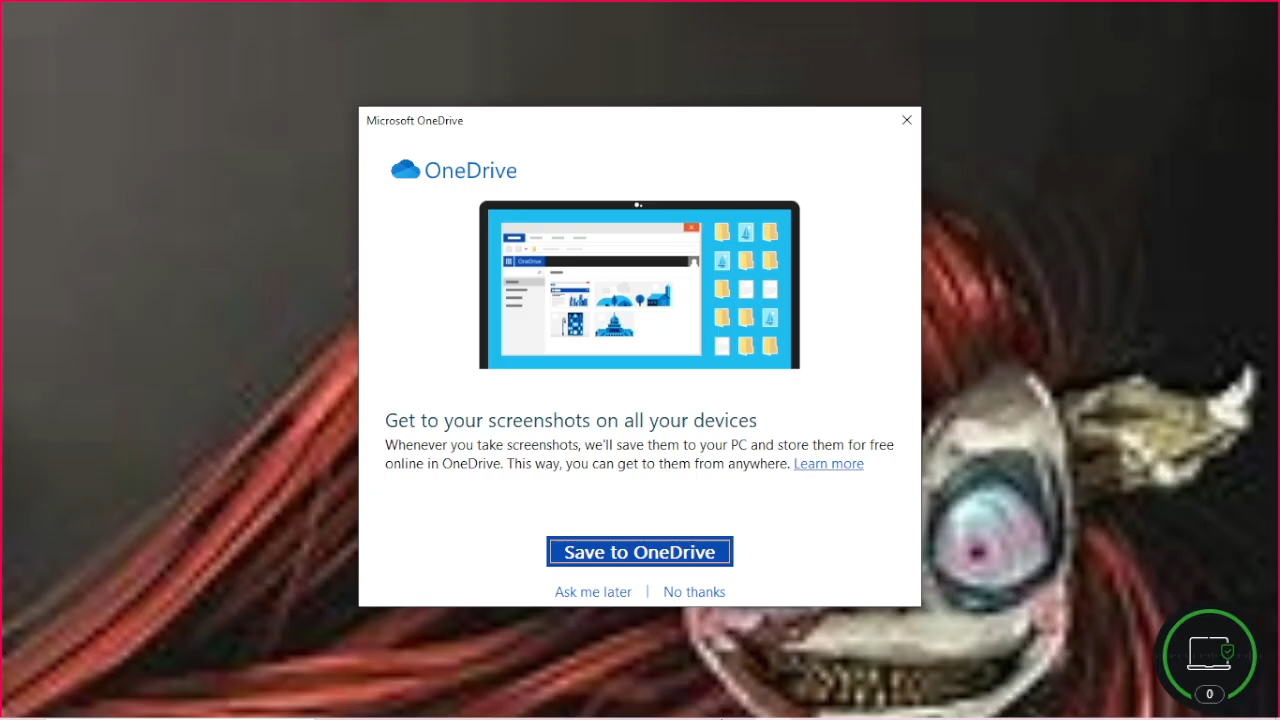 Microsoft OneDrive
OneDrive
OneDrive
Get to your screenshots on all your devices
Whenever you take screenshots, we'll save them to your PC and store them for free
online in OneDrive. This way, you can get to them from anywhere. Learn more
Save to OneDrive
Ask me later | No thanks
0